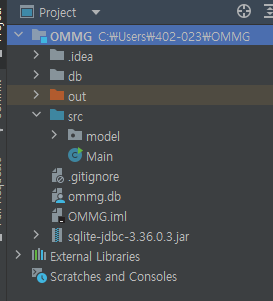 Project
OMMG C:₩Users₩402-023₩OMMG
.idea
db
out
src
model
Main
.gitignore
ommg.db
OMMG.iml
sqlite-jdbc-3.36.0.3.jar
External Libraries
Scratches and Consoles